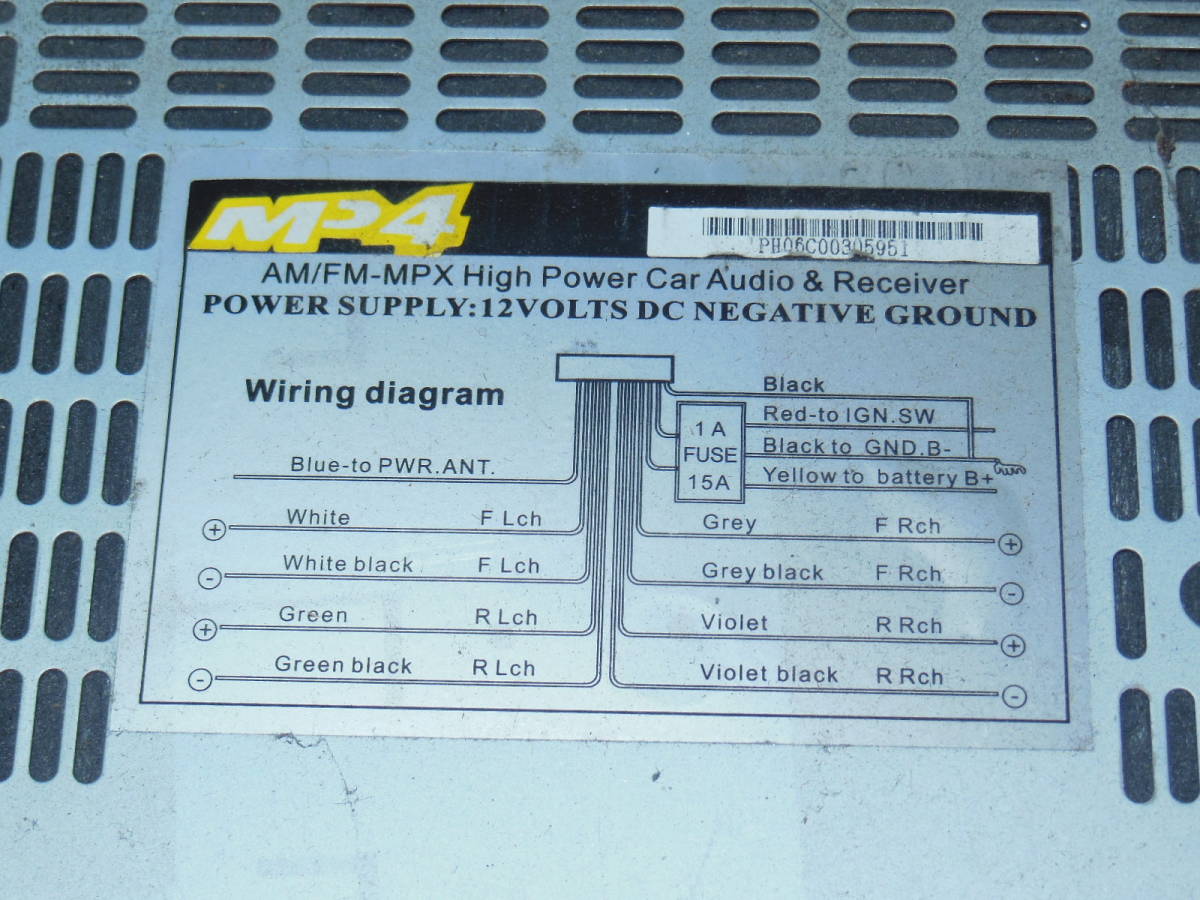 MP4
PH06C00305951
AM/FM-MPX High Power Car Audio & Receiver
POWER SUPPLY:12VOLTS DC NEGATIVE GROUND
Wiring diagram
Black
1 A
FUSE
15A
Red-to IGN.SW
Black to GND.B-
Yellow to battery B+
Blue-to PWR.ANT.
+ White F Lch
- White black F Lch
+ Green R Lch
- Green black R Lch
Grey F Rch +
Grey black F Rch -
Violet R Rch +
Violet black R Rch -